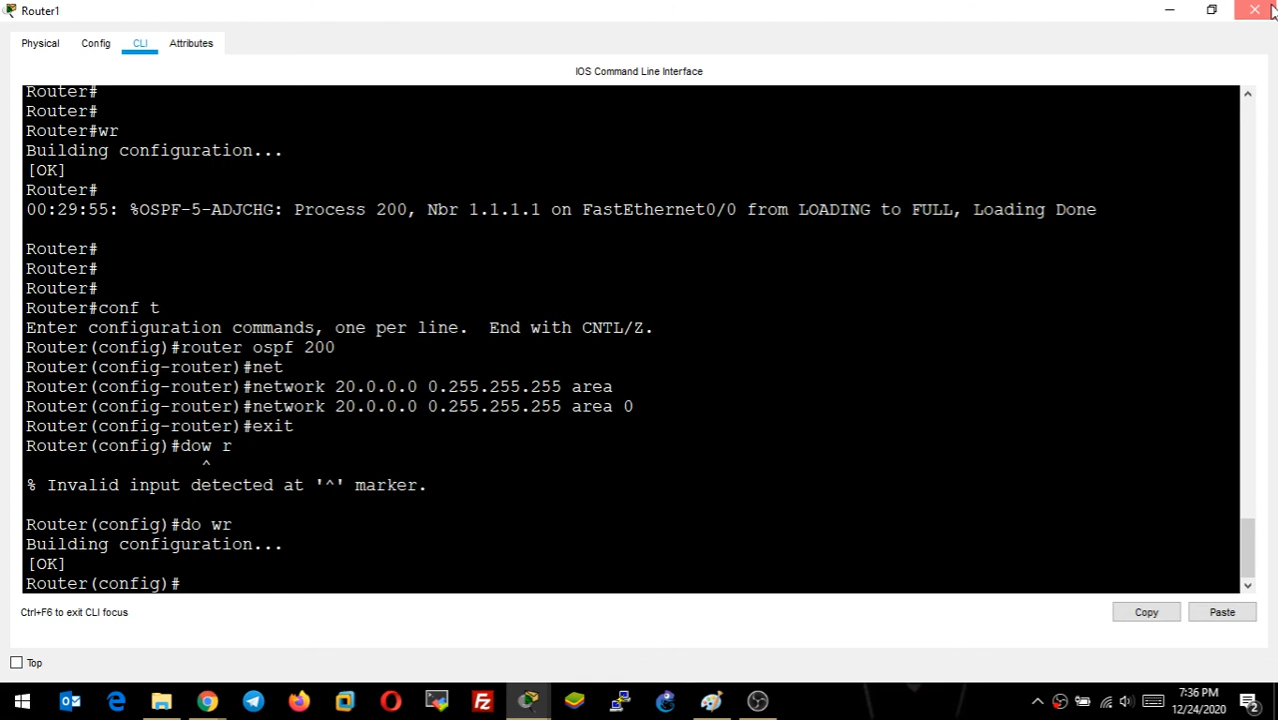 Router1
Physical Config CLI Attributes
IOS Command Line Interface
Router#
Router#
Router#wr
Building configuration...
[OK]
Router#
00:29:55: %OSPF-5-ADJCHG: Process 200, Nbr 1.1.1.1 on FastEthernet0/0 from LOADING to FULL, Loading Done
Router#
Router#
Router#
Router#conf t
Enter configuration commands, one per line.  End with CNTL/Z.
Router(config)#router ospf 200
Router(config-router)#net
Router(config-router)#network 20.0.0.0 0.255.255.255 area
Router(config-router)#network 20.0.0.0 0.255.255.255 area 0
Router(config-router)#exit
Router(config)#dow r
^
% Invalid input detected at '^' marker.
Router(config)#do wr
Building configuration...
[OK]
Router(config)#
Ctrl+F6 to exit CLI focus
Copy Paste
Top
7:36 PM
12/24/2020
2